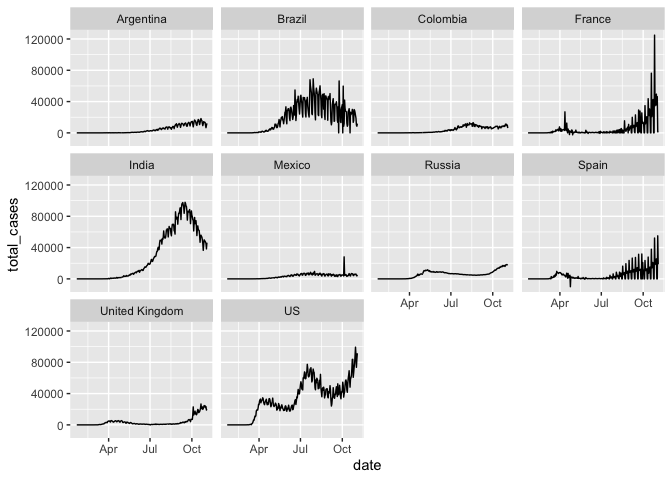 Argentina Brazil Colombia France
120000
80000
40000
0
India Mexico Russia Spain
120000
80000
40000
0
Apr Jul Oct Apr Jul Oct
United Kingdom US
120000
80000
40000
0
Apr Jul Oct Apr Jul Oct
total_cases
date